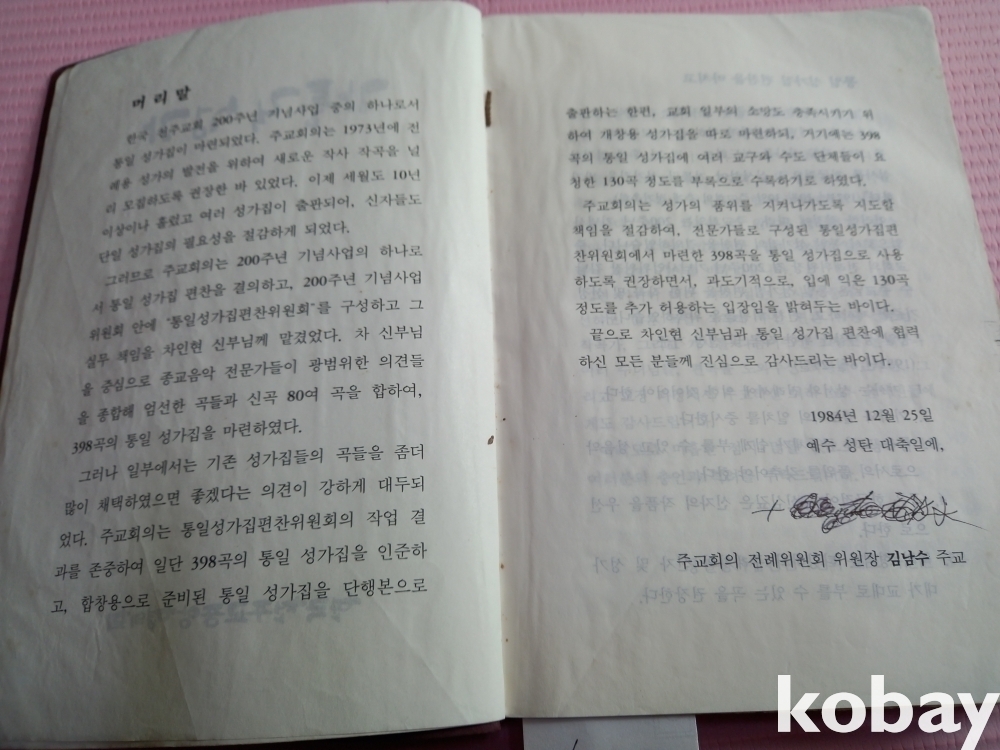 머 리 말
한국 천주교회 200주년 기념사업 중의 하나로서
통일 성가집이 마련되었다. 주교회의는 1973년에 전
례용 성가의 발전을 위하여 새로운 작사 작곡을 널
리 모집하도록 권장한 바 있었다. 이제 세월도 10년
이상이나 흘렀고 여러 성가집이 출판되어, 신자들도
단일 성가집의 필요성을 절감하게 되었다.
그러므로 주교회의는 200주년 기념사업의 하나로
서 통일 성가집 편찬을 결의하고, 200주년 기념사업
위원회 안에 "통일성가집편찬위원회"를 구성하고 그
실무 책임을 차인현 신부님께 맡겼었다. 차 신부님
을 중심으로 종교음악 전문가들이 광범위한 의견들
을 종합해 엄선한 곡들과 신곡 80여 곡을 합하여,
398곡의 통일 성가집을 마련하였다.
그러나 일부에서는 기존 성가집들의 곡들을 좀더
많이 채택하였으면 좋겠다는 의견이 강하게 대두되
었다. 주교회의는 통일성가집편찬위원회의 작업 결
과를 존중하여 일단 398곡의 통일 성가집을 인준하
고, 합창용으로 준비된 통일 성가집을 단행본으로
출판하는 한편, 교회 일부의 소망도 충족시키기 위
하여 개창용 성가집을 따로 마련하되, 거기에는 398
곡의 통일 성가집에 여러 교구와 수도 단체들이 요
청한 130곡 정도를 부록으로 수록하기로 하였다.
주교회의는 성가의 품위를 지켜나가도록 지도할
책임을 절감하여, 전문가들로 구성된 통일성가집편
찬위원회에서 마련한 398곡을 통일 성가집으로 사용
하도록 권장하면서, 과도기적으로, 입에 익은 130곡
정도를 추가 허용하는 입장임을 밝혀두는 바이다.
끝으로 차인현 신부님과 통일 성가집 편찬에 협력
하신 모든 분들께 진심으로 감사드리는 바이다.
1984년 12월 25일
예수 성탄 대축일에,
주교회의 전례위원회 위원장 김남수 주교
kobay